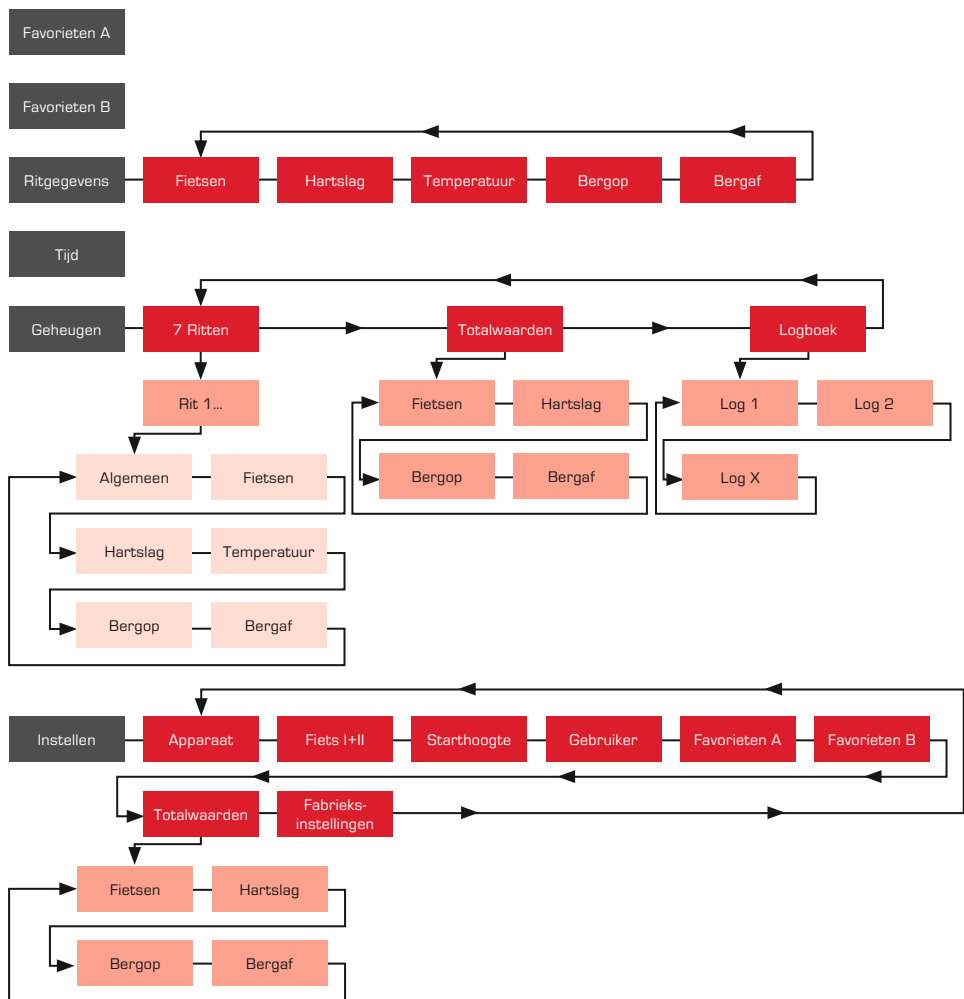 Favorieten A
Favorieten B
Ritgegevens
Fietsen
Hartslag
Temperatuur
Bergop
Bergaf
Tijd
Geheugen
7 Ritten
Totalwaarden
Logboek
Rit 1...
Fietsen
Hartslag
Log 1
Log 2
Algemeen
Fietsen
Bergop
Bergaf
Log X
Hartslag
Temperatuur
Bergop
Bergaf
Instellen
Apparaat
Fiets I+II
Starthoogte
Gebruiker
Favorieten A
Favorieten B
Totalwaarden
Fabrieks-
instellingen
Fietsen
Hartslag
Bergop
Bergaf